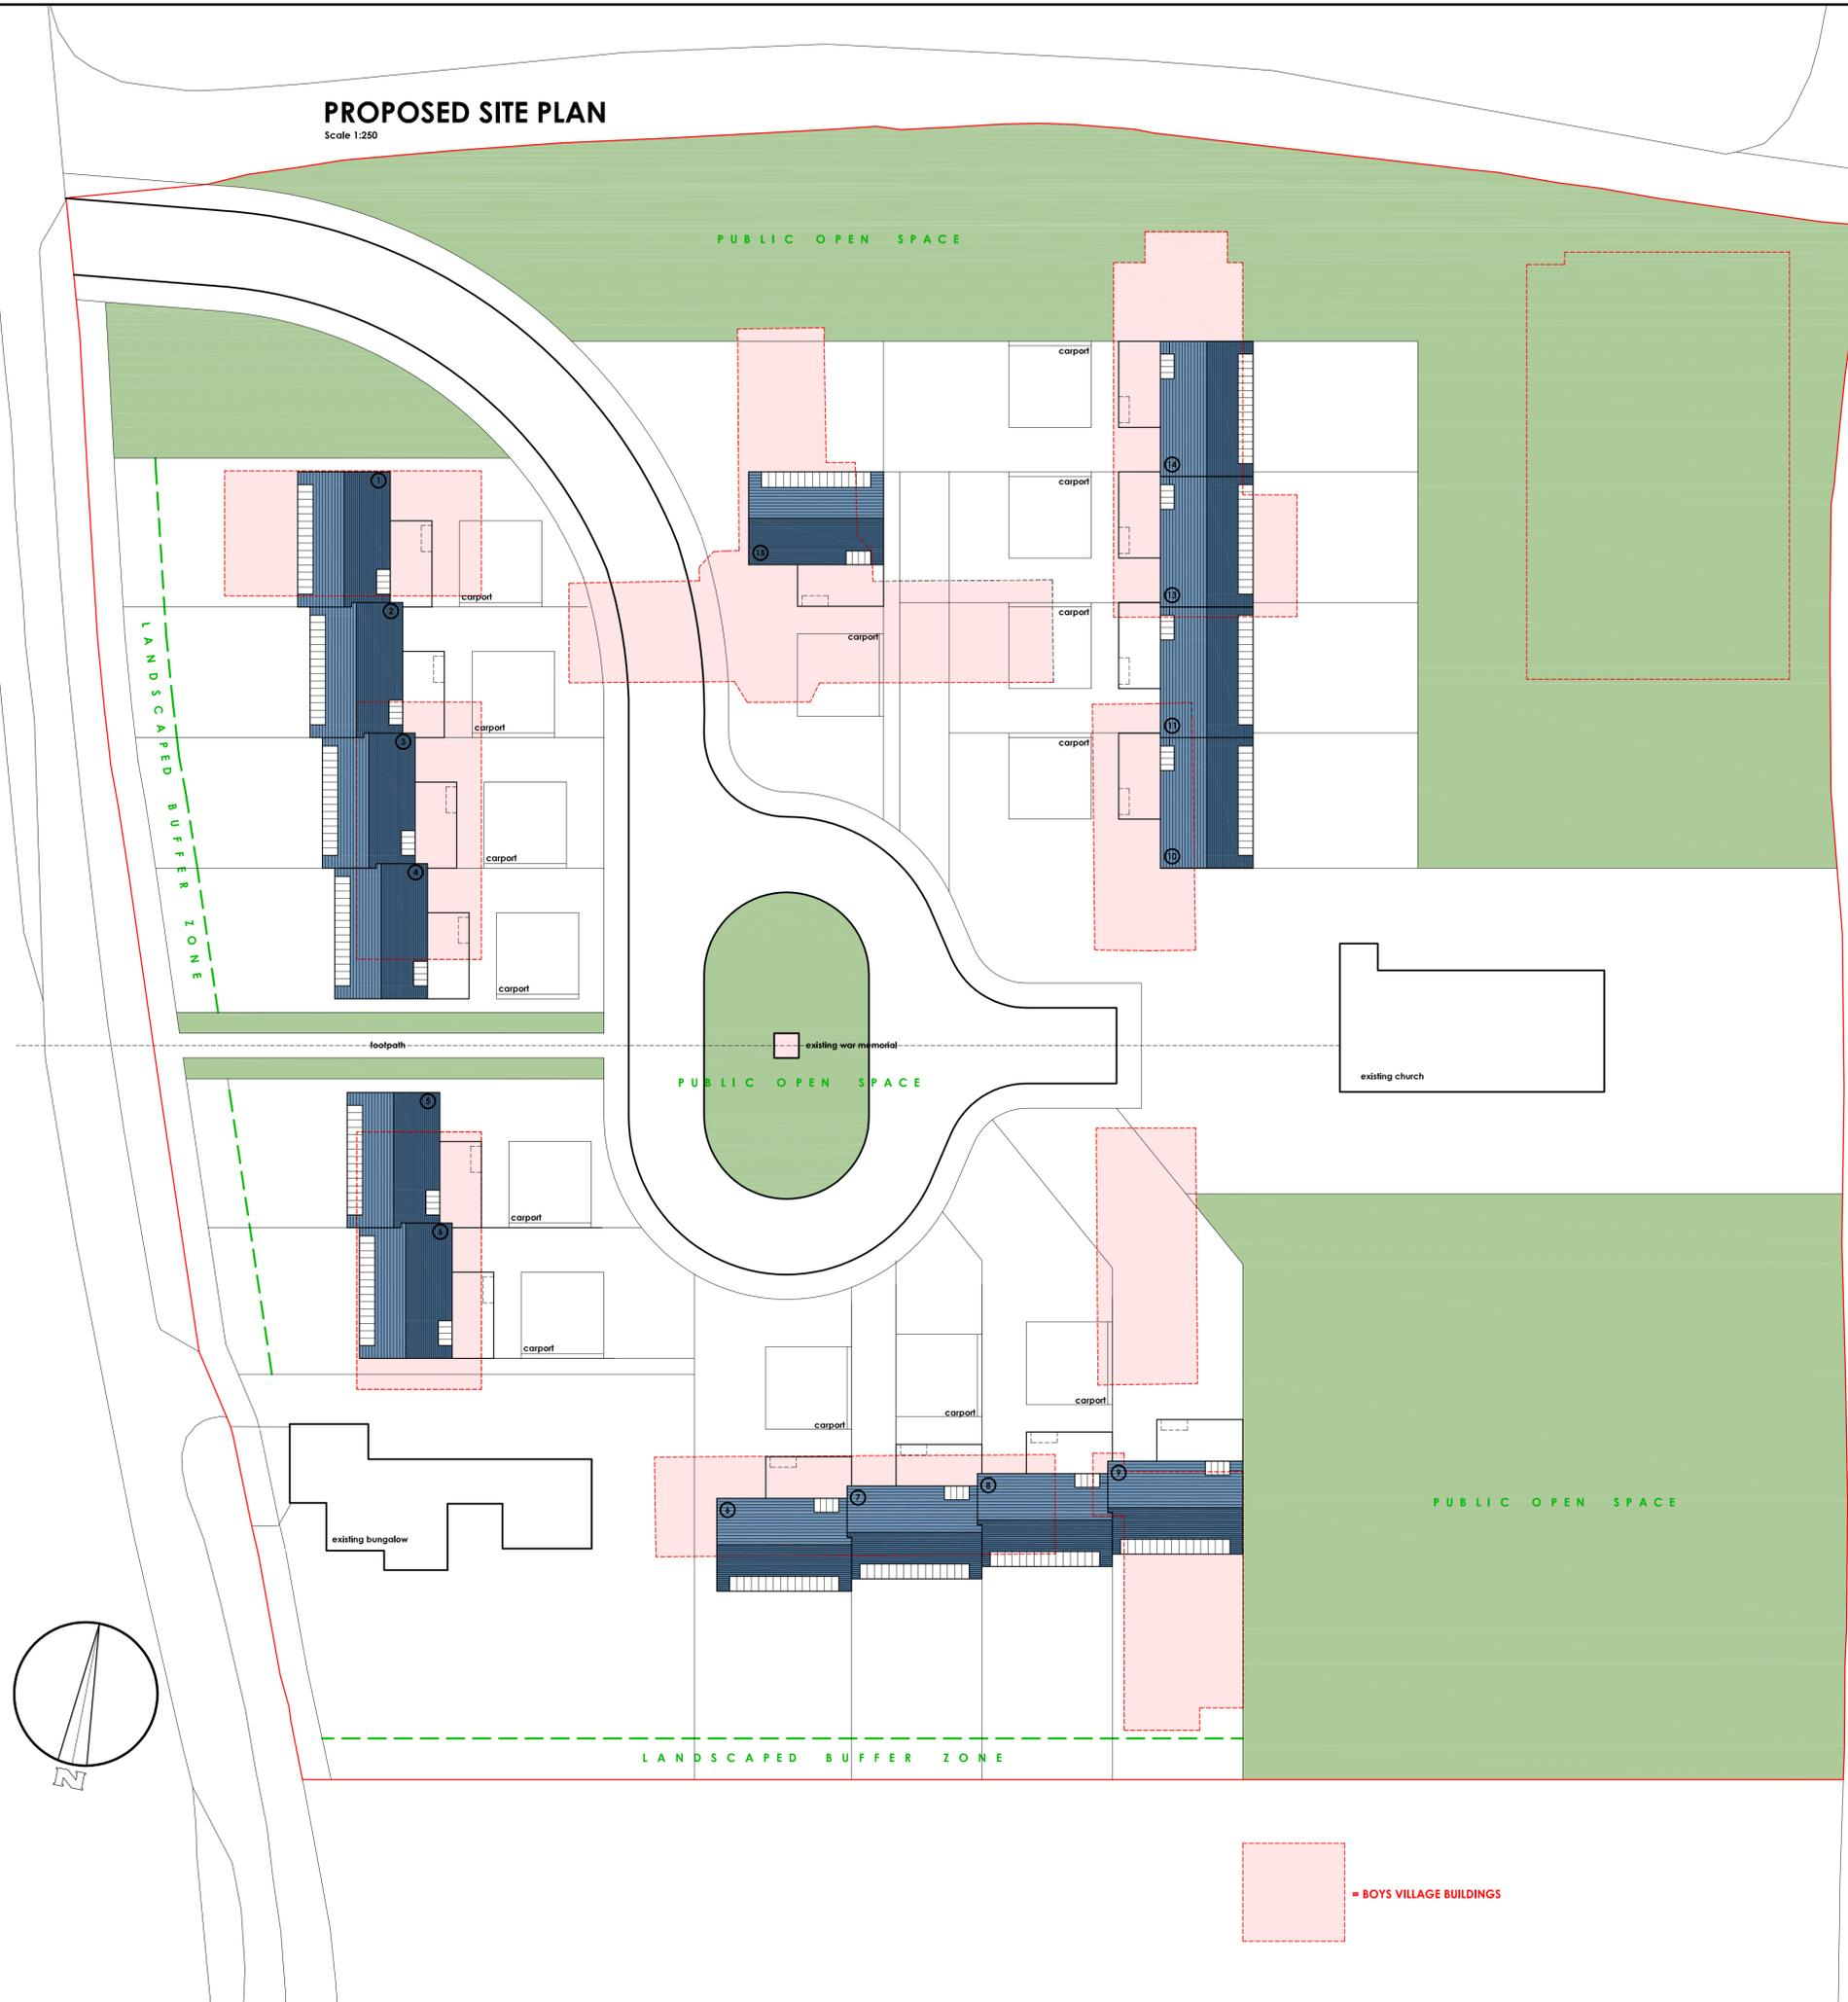 PROPOSED SITE PLAN
Scale 1:250
PUBLIC OPEN SPACE
carport
14
1
carport
15
carport
13
2
carport
carport
LANDSCAPED BUFFER ZONE
11
carport
3
carport
10
carport
4
carport
footpath
existing war memorial
existing church
PUBLIC OPEN SPACE
5
carport
6
carport
carport
carport
carport
9
8
7
6
PUBLIC OPEN SPACE
existing bungalow
N
LANDSCAPED BUFFER ZONE
= BOYS VILLAGE BUILDINGS